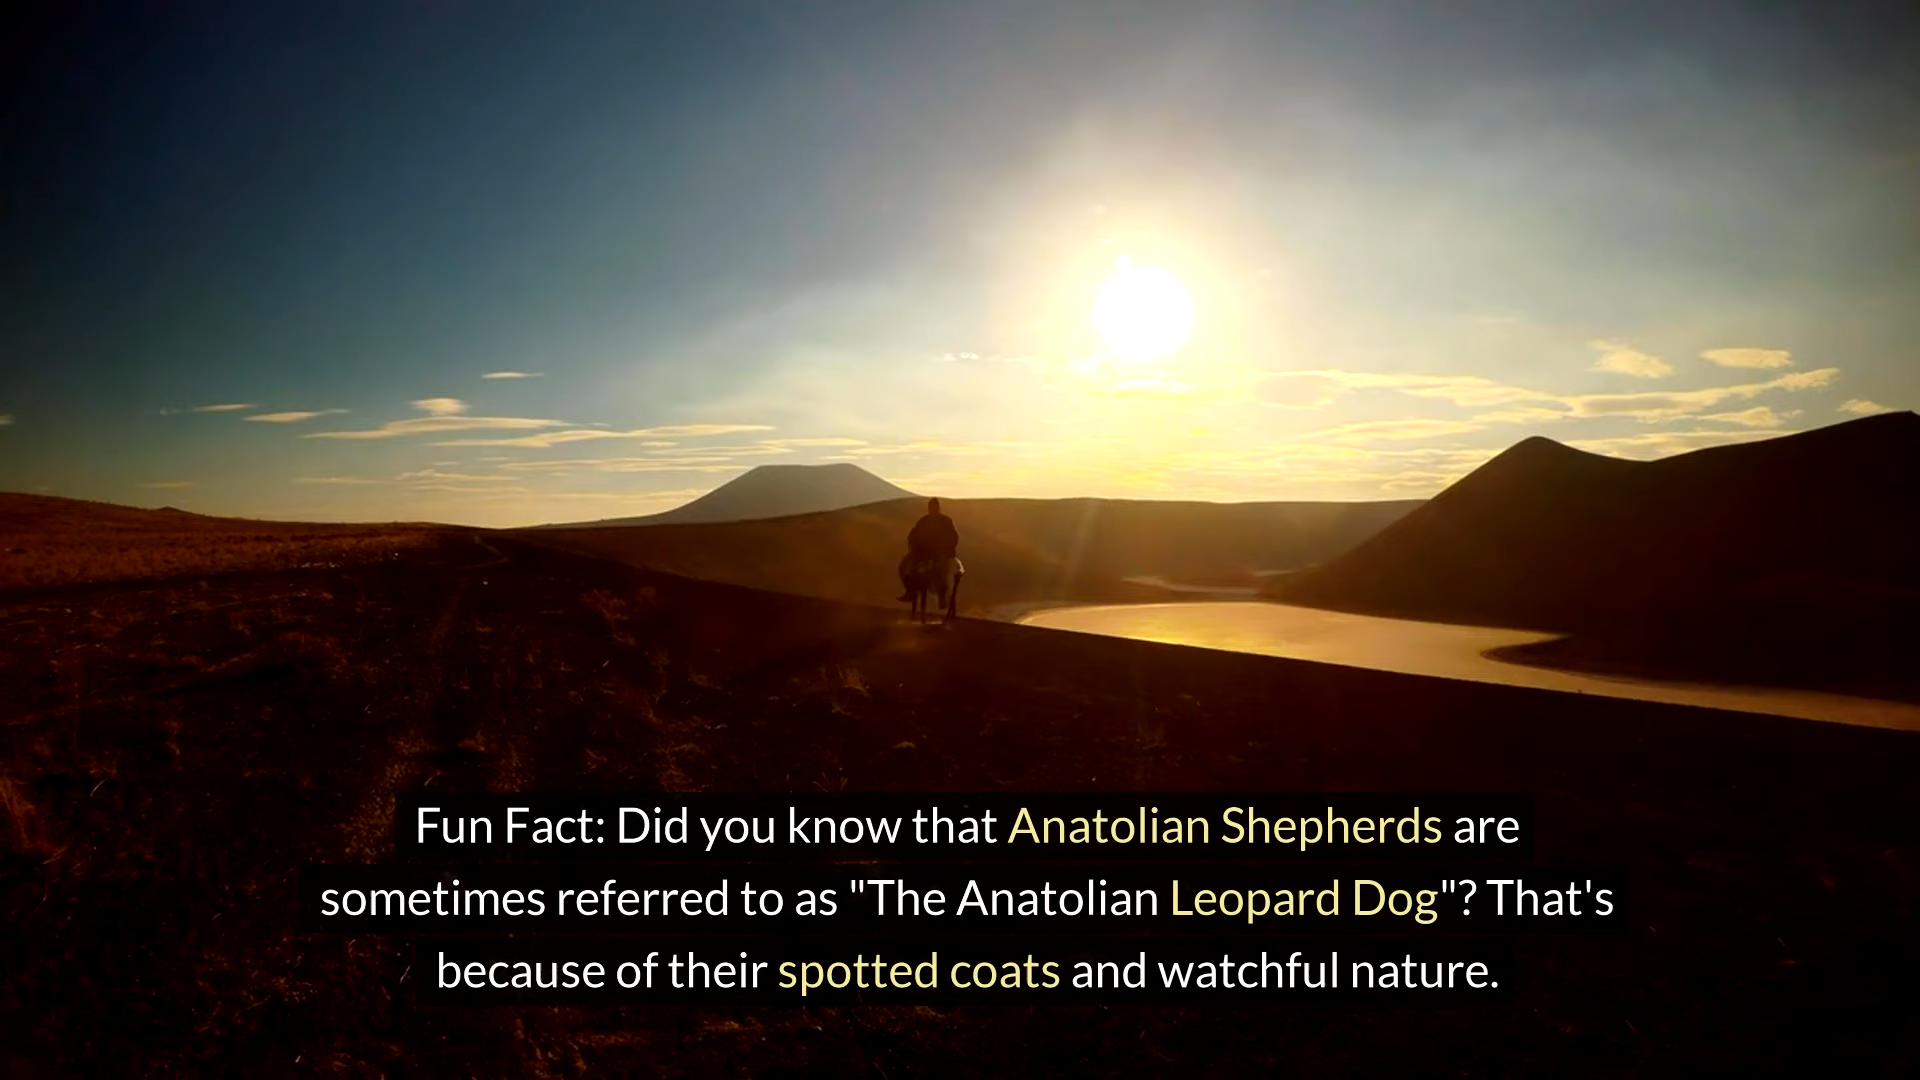 Fun Fact: Did you know that Anatolian Shepherds are
sometimes referred to as "The Anatolian Leopard Dog"? That's
because of their spotted coats and watchful nature.